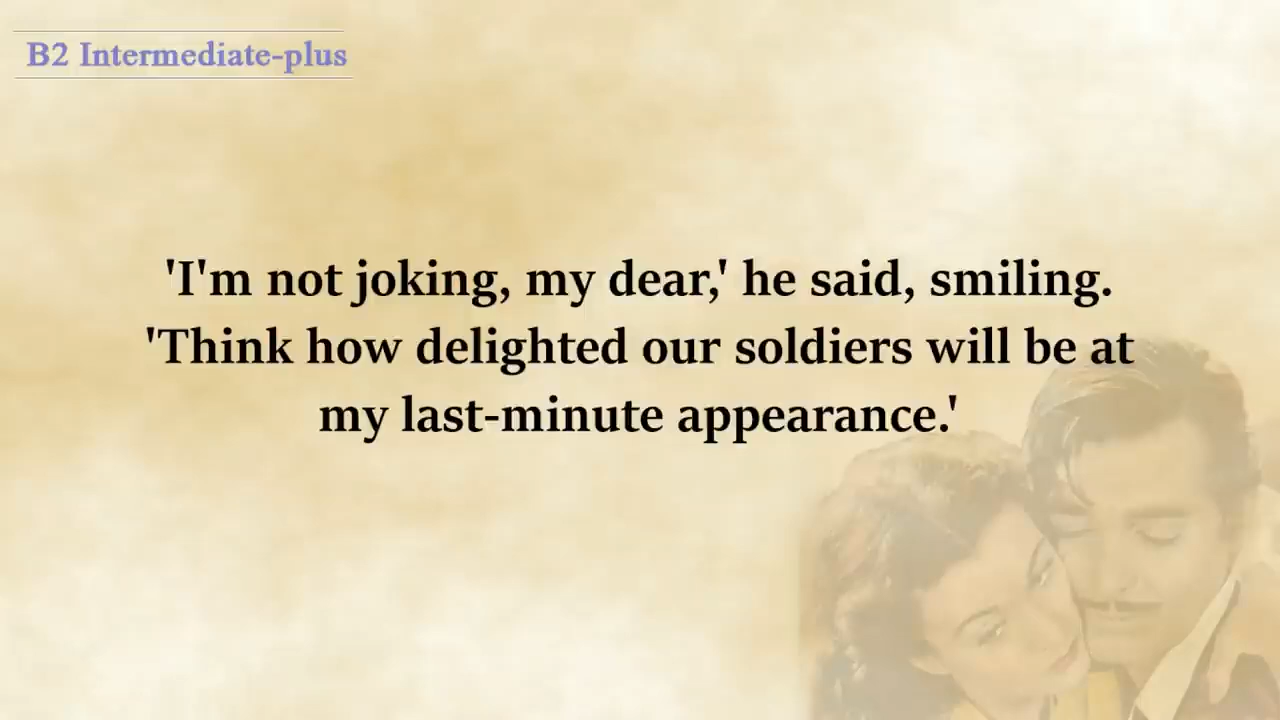 B2 Intermediate-plus
'I'm not joking, my dear,' he said, smiling.
'Think how delighted our soldiers will be at
my last-minute appearance.'